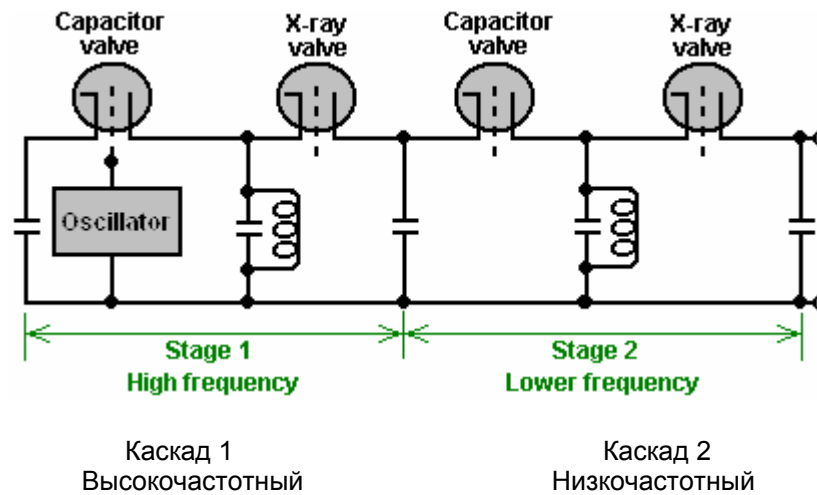 Capacitor
valve
X-ray
valve
Capacitor
valve
X-ray
valve
Oscillator
Stage 1
High frequency
Stage 2
Lower frequency
Каскад 1
Высокочастотный
Каскад 2
Низкочастотный